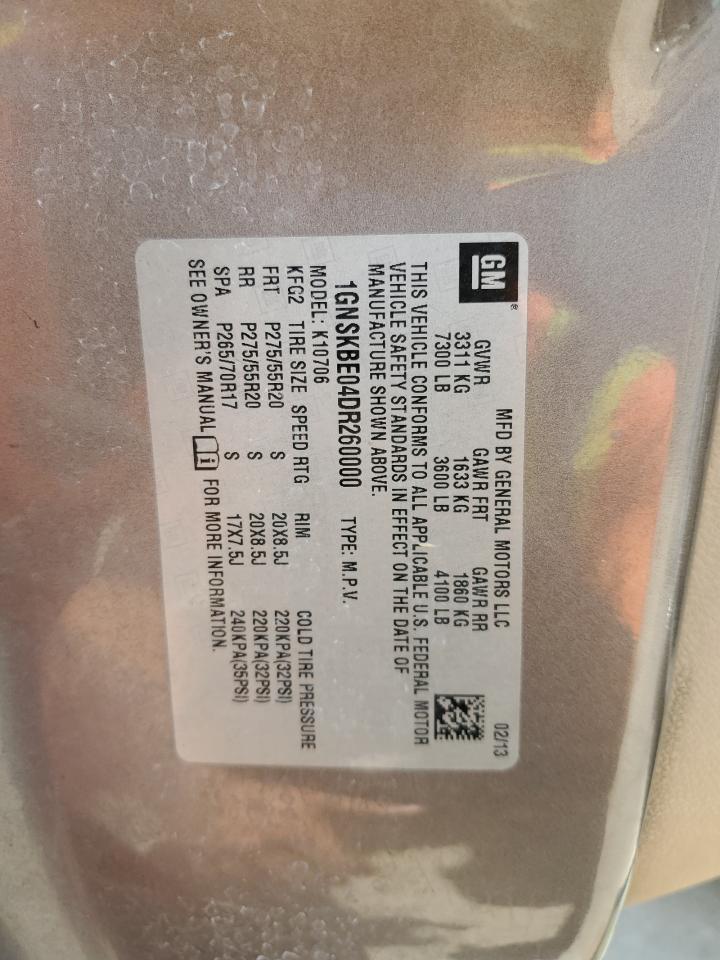 GM®
MFD BY GENERAL MOTORS LLC 02/13
GVWR GAWR FRT GAWR RR
3311 KG 1633 KG 1860 KG
7300 LB 3600 LB 4100 LB
THIS VEHICLE CONFORMS TO ALL APPLICABLE U.S. FEDERAL MOTOR
VEHICLE SAFETY STANDARDS IN EFFECT ON THE DATE OF
MANUFACTURE SHOWN ABOVE.
1GNSKBE04DR260000 TYPE: M.P.V.
MODEL: K10706
KFG2 TIRE SIZE SPEED RTG RIM COLD TIRE PRESSURE
FRT P275/55R20 S 20X8.5J 220KPA(32PSI)
RR P275/55R20 S 20X8.5J 220KPA(32PSI)
SPA P265/70R17 S 17X7.5J 240KPA(35PSI)
SEE OWNER'S MANUAL FOR MORE INFORMATION.